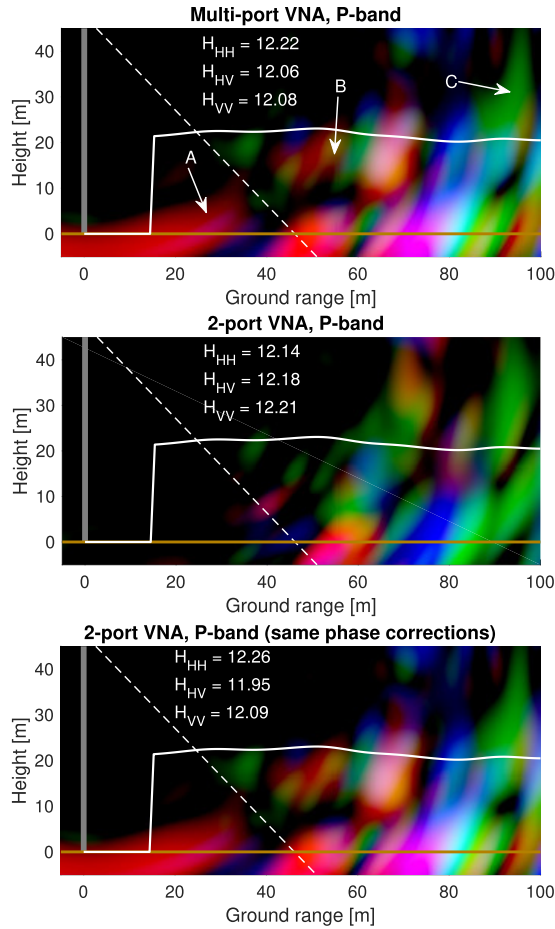 Multi-port VNA, P-band
H_HH = 12.22
H_HV = 12.06
H_VV = 12.08
A
B
C
40
30
20
10
0
Height [m]
0 20 40 60 80 100
Ground range [m]
2-port VNA, P-band
H_HH = 12.14
H_HV = 12.18
H_VV = 12.21
40
30
20
10
0
Height [m]
0 20 40 60 80 100
Ground range [m]
2-port VNA, P-band (same phase corrections)
H_HH = 12.26
H_HV = 11.95
H_VV = 12.09
40
30
20
10
0
Height [m]
0 20 40 60 80 100
Ground range [m]